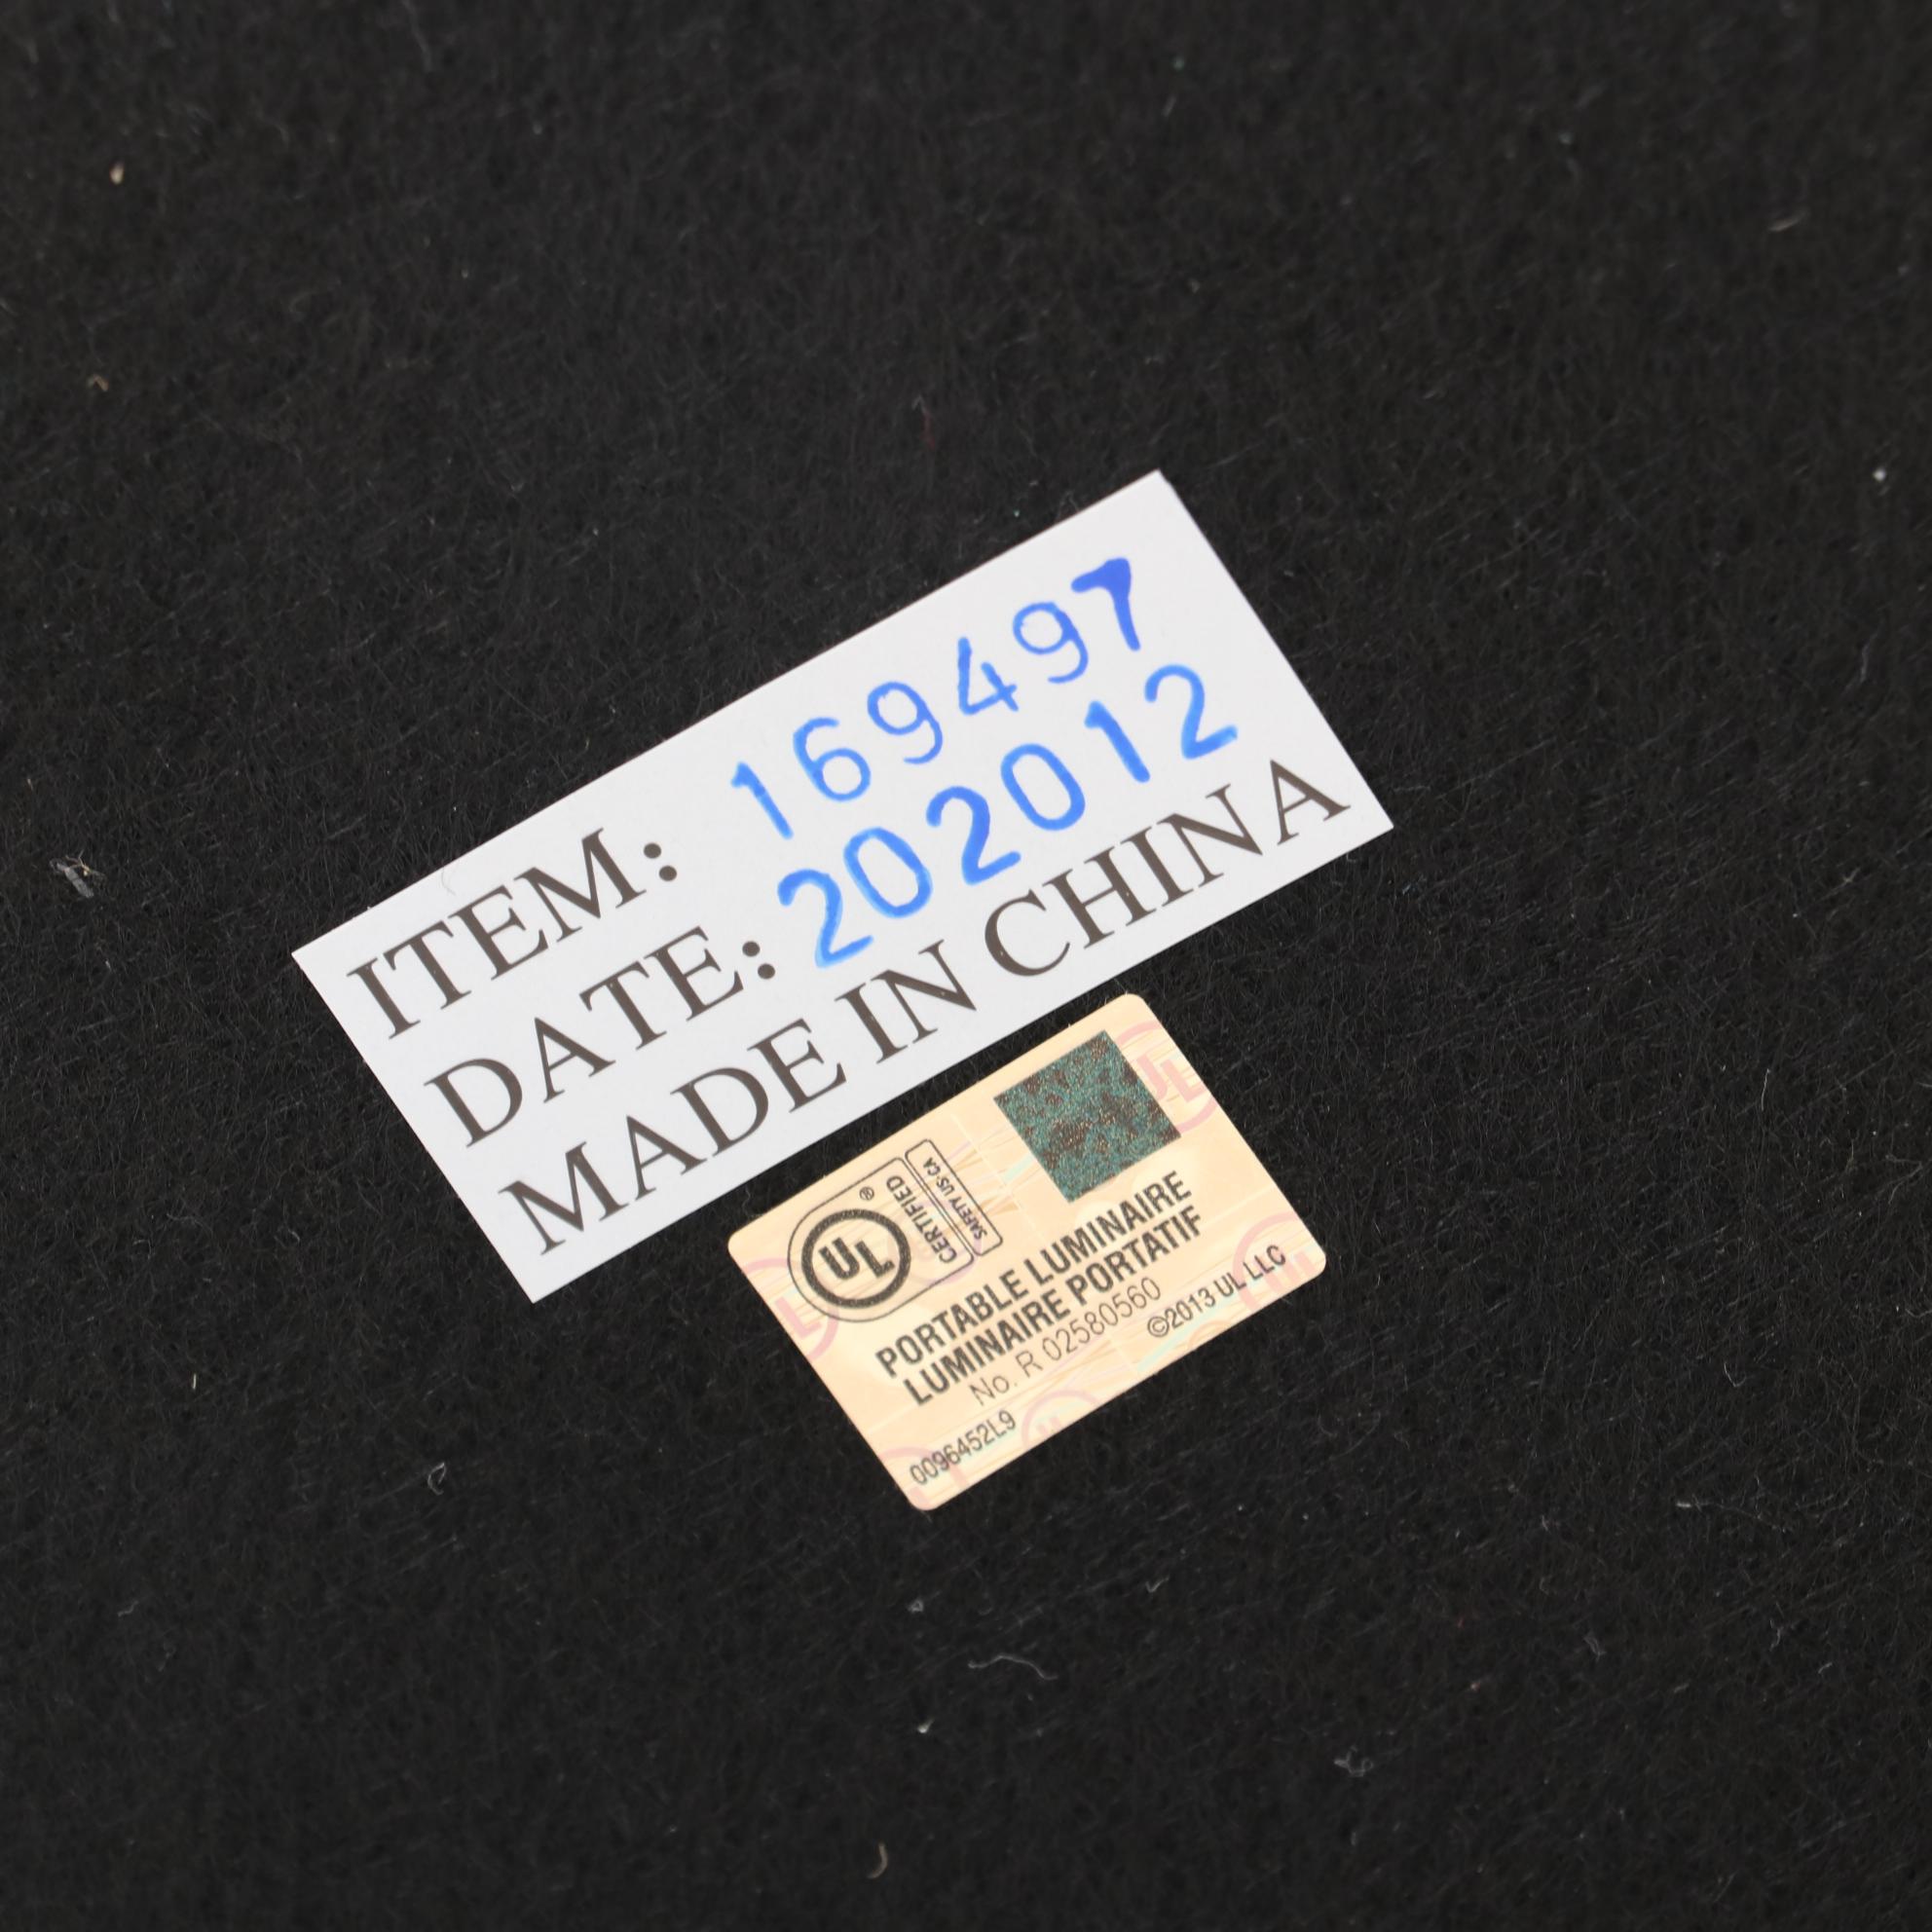 ITEM: 169497
DATE: 202012
MADE IN CHINA
UL
®
CERTIFIED
SAFETY US-CA
PORTABLE LUMINAIRE
LUMINAIRE PORTATIF
No. R 02580560
©2013 UL LLC
0096452L9